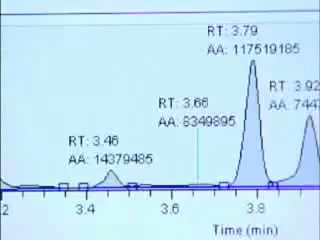 RT: 3.79
AA: 117519185
RT: 3.92
RT: 3.66
AA: 8349895
RT: 3.46
AA: 14379485
3.4
3.6
3.8
Time (min)